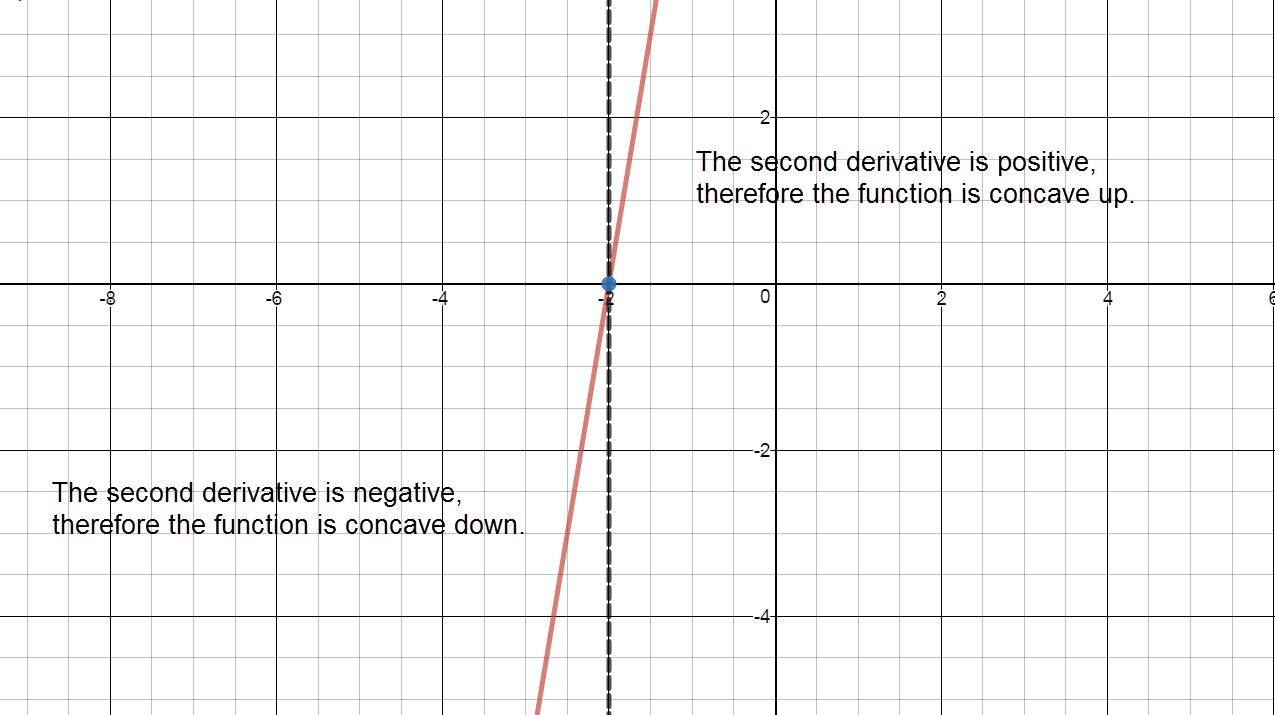 2
The second derivative is positive,
therefore the function is concave up.
-8 -6 -4 -2 0 2 4 6
-2
The second derivative is negative,
therefore the function is concave down.
-4